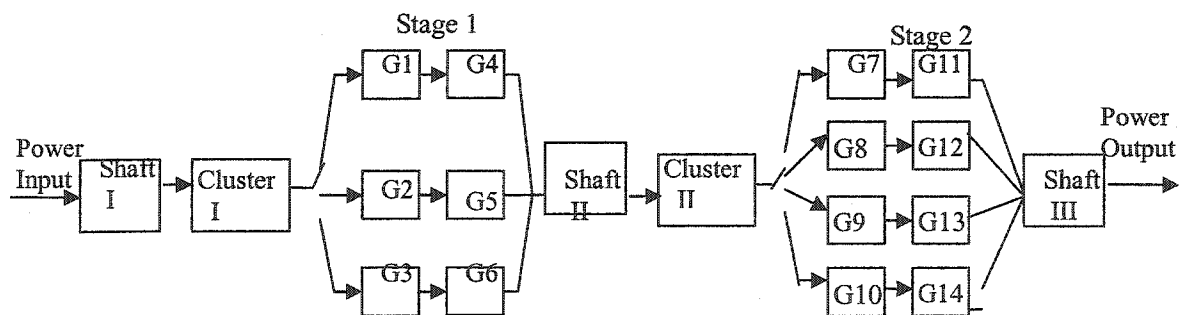 Stage 1
Stage 2
G1
G4
G7
G11
Power
Input
Shaft
I
Cluster
I
G2
G5
Shaft
II
Cluster
II
G8
G12
G9
G13
Shaft
III
Power
Output
G3
G6
G10
G14